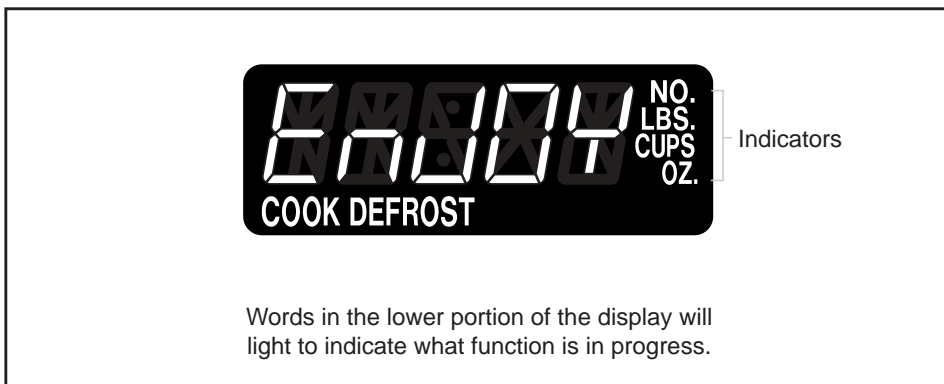 EnJOY
NO.
LBS.
CUPS
OZ.
Indicators
COOK DEFROST
Words in the lower portion of the display will
light to indicate what function is in progress.